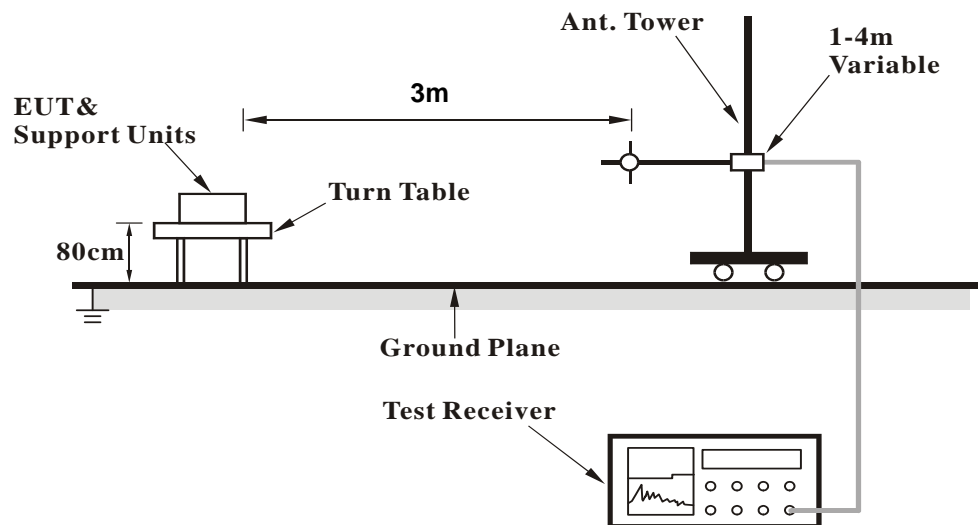 Ant. Tower
1-4m
Variable
3m
EUT&
Support Units
Turn Table
80cm
Ground Plane
Test Receiver